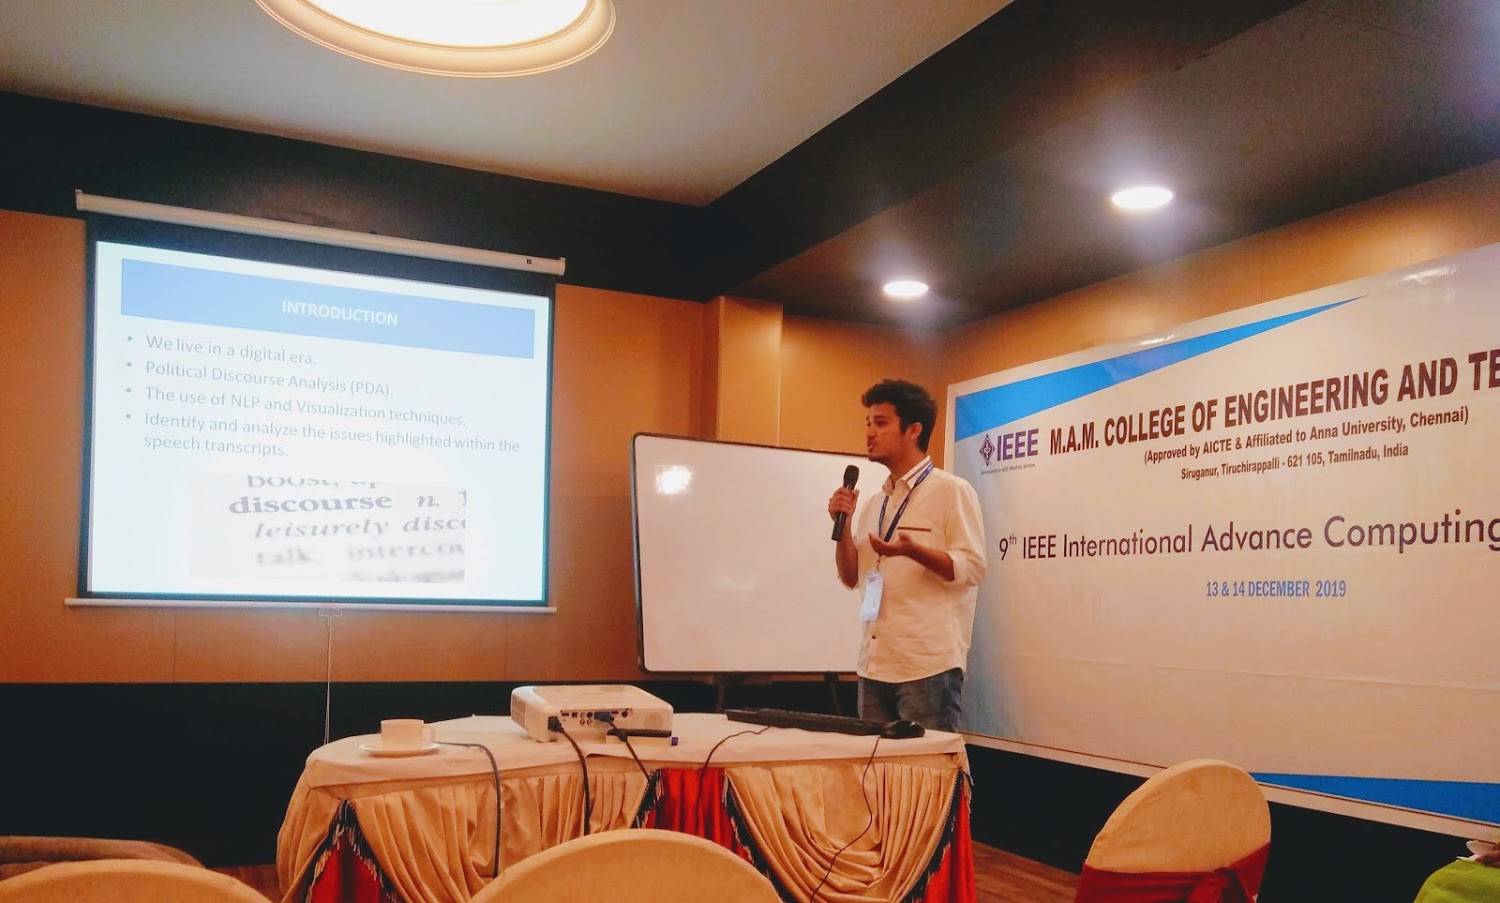 INTRODUCTION
• We live in a digital era.
• Political Discourse Analysis (PDA).
• The use of NLP and Visualization techniques.
• Identify and analyze the issues highlighted within the
speech transcripts.
discourse n.
leisurely disc
talk, intercou
IEEE
M.A.M. COLLEGE OF ENGINEERING AND TE
(Approved by AICTE & Affiliated to Anna University, Chennai)
Siruganur, Tiruchirappalli - 621 105, Tamilnadu, India
9th IEEE International Advance Computing
13 & 14 DECEMBER 2019